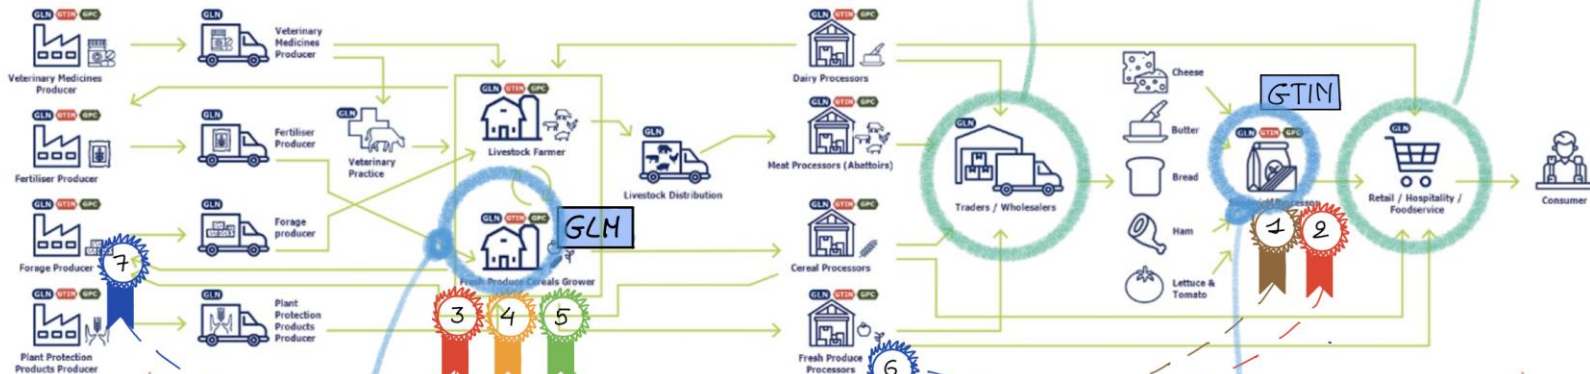 GLN GTIN GPC
Veterinary Medicines
Producer
GLN
Veterinary
Medicines
Producer
GLN GTIN GPC
Fertiliser Producer
GLN
Fertiliser
Producer
GLN GTIN GPC
Forage Producer
7
GLN
Forage
producer
GLN GTIN GPC
Plant Protection
Products Producer
GLN
Plant
Protection
Products
Producer
GLN
Veterinary
Practice
GLN GTIN GPC
Livestock Farmer
GLN GTIN GPC
GLM
Fresh Produce Cereals Grower
3
4
5
GLN
Livestock Distribution
GLN GTIN GPC
Dairy Processors
GLN GTIN GPC
Meat Processors (Abattoirs)
GLN GTIN GPC
Cereal Processors
GLN GTIN GPC
Fresh Produce
Processors
6
GLN
Traders / Wholesalers
Cheese
Butter
Bread
Ham
Lettuce &
Tomato
GTIN
GLN GTIN GPC
1
2
GLN
Retail / Hospitality /
Foodservice
Consumer